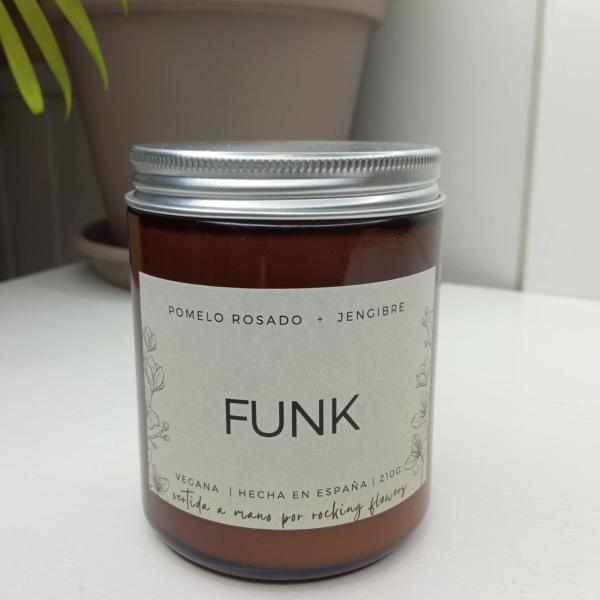 POMELO ROSADO + JENGIBRE
FUNK
VEGANA | HECHA EN ESPAÑA | 210G
vertida a mano por rocking flowers